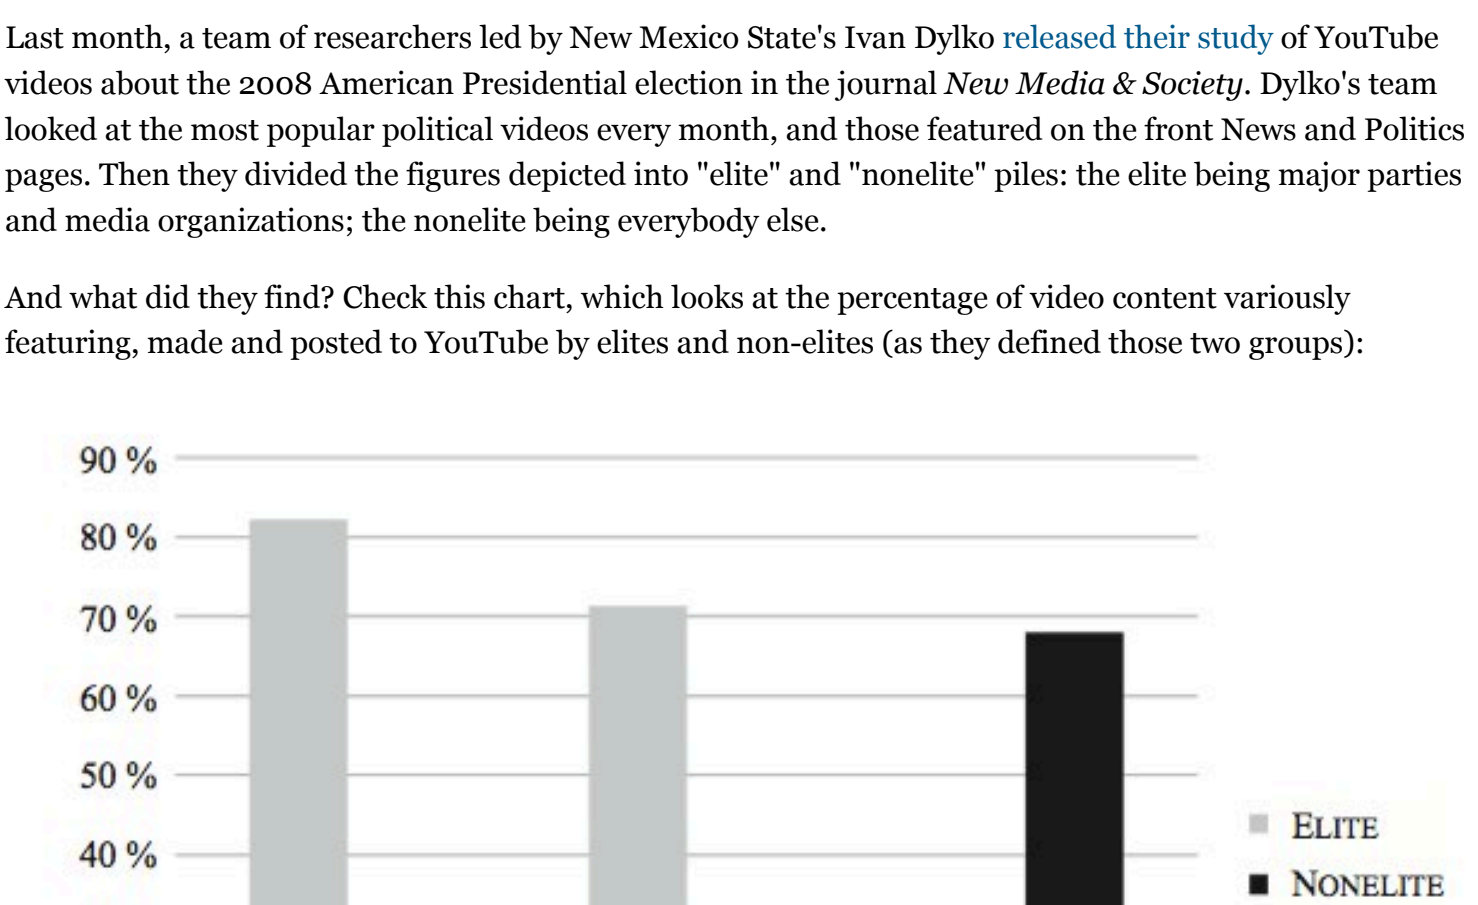 Last month, a team of researchers led by New Mexico State's Ivan Dylko released their study of YouTube
videos about the 2008 American Presidential election in the journal New Media & Society. Dylko's team
looked at the most popular political videos every month, and those featured on the front News and Politics
pages. Then they divided the figures depicted into "elite" and "nonelite" piles: the elite being major parties
and media organizations; the nonelite being everybody else.
And what did they find? Check this chart, which looks at the percentage of video content variously
featuring, made and posted to YouTube by elites and non-elites (as they defined those two groups):
90 %
80 %
70 %
60 %
50 %
40 %
ELITE
NONELITE